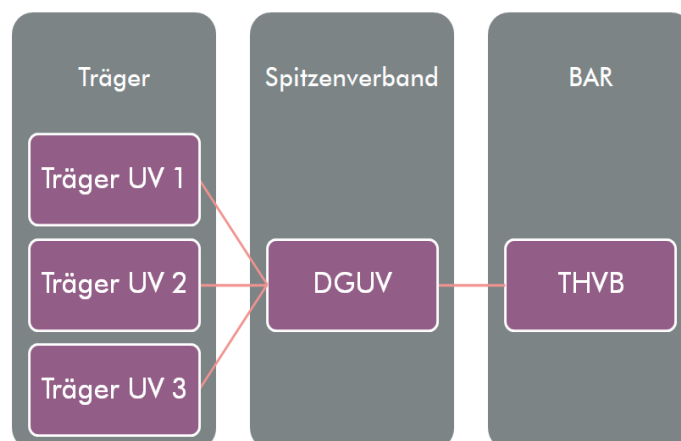 Träger
Spitzenverband
BAR
Träger UV 1
Träger UV 2
Träger UV 3
DGUV
THVB